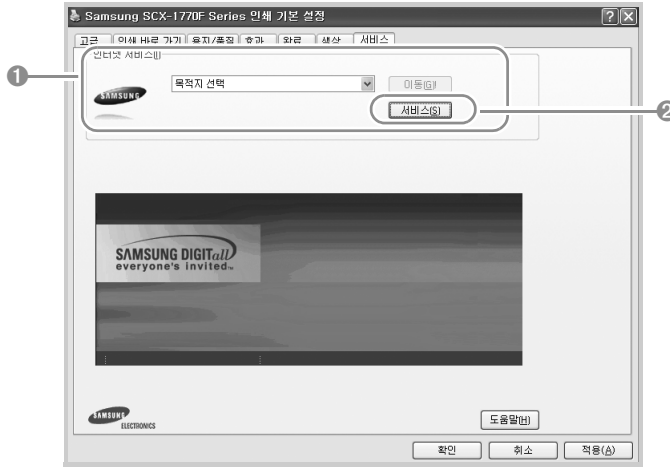 Samsung SCX-1770F Series 인쇄 기본 설정
고급 인쇄 바로 가기 용지/품질 효과 완료 색상 서비스
인터넷 서비스(I)
1
SAMSUNG
목적지 선택
이동(G)
서비스(S)
2
SAMSUNG DIGITall
everyone's invited™
SAMSUNG
ELECTRONICS
도움말(H)
확인 취소 적용(A)